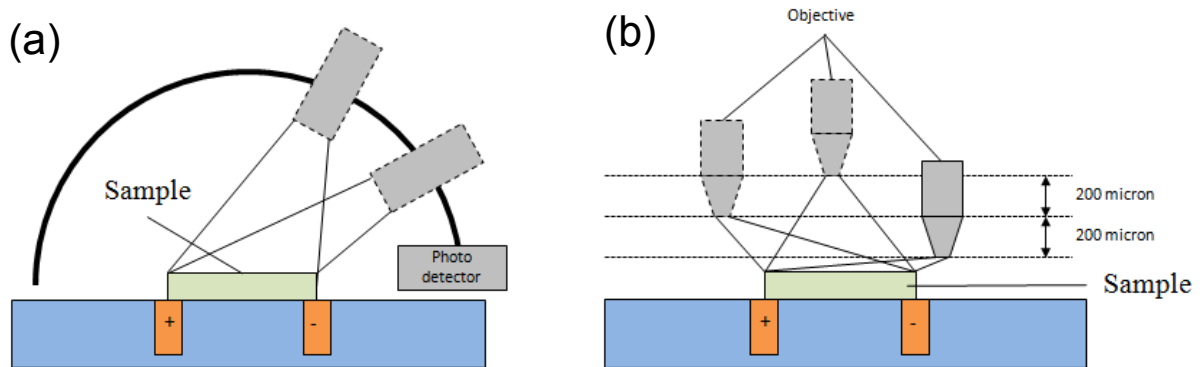 (a)
Sample
Photo
detector
+ -
(b)
Objective
200 micron
200 micron
Sample
+ -